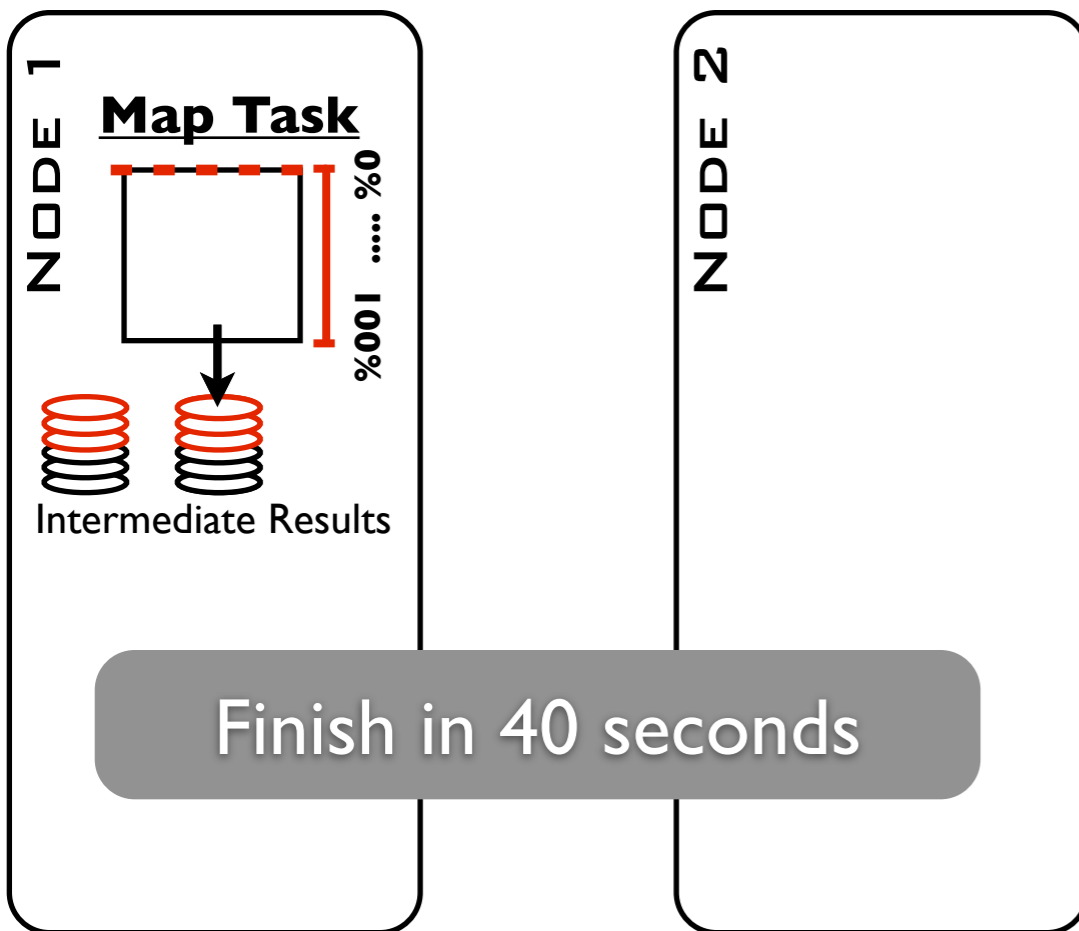 NODE 1
Map Task
0% ..... 100%
Intermediate Results
NODE 2
Finish in 40 seconds